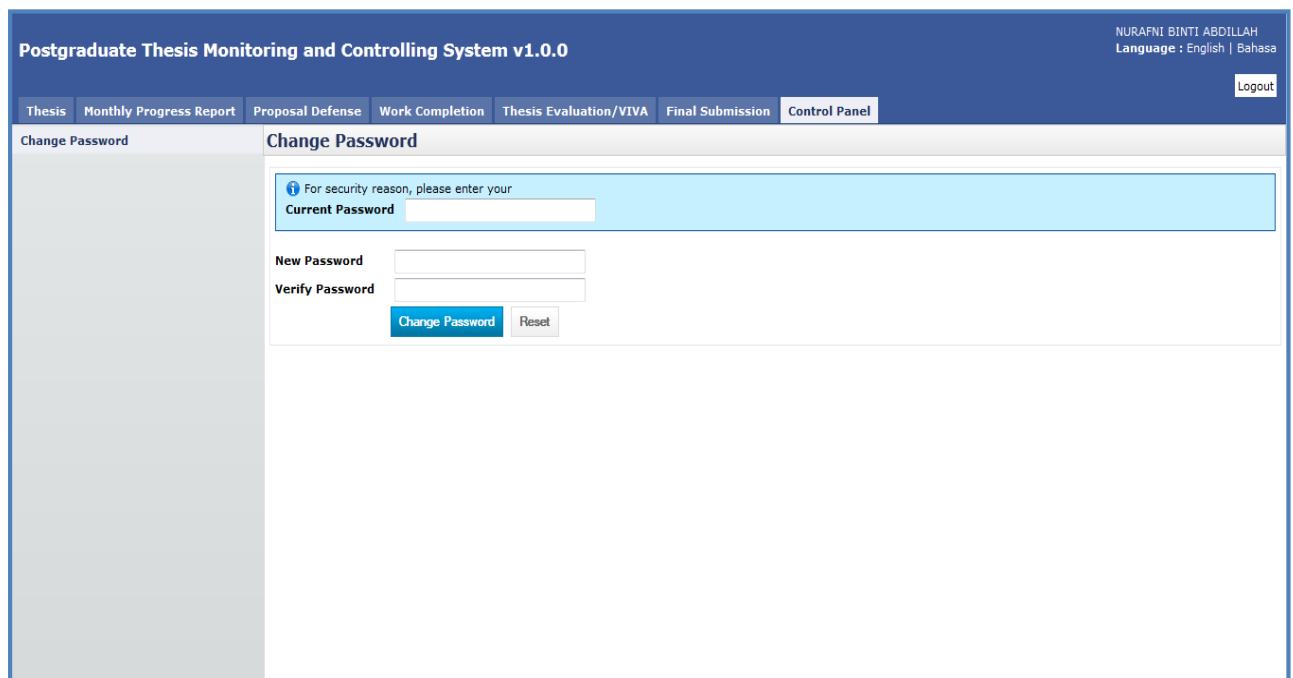 NURAFNI BINTI ABDILLAH
Postgraduate Thesis Monitoring and Controlling System v1.0.0
Language : English | Bahasa
Logout
Thesis Monthly Progress Report Proposal Defense Work Completion Thesis Evaluation/VIVA Final Submission Control Panel
Change Password
Change Password
For security reason, please enter your
Current Password
New Password
Verify Password
Change Password Reset